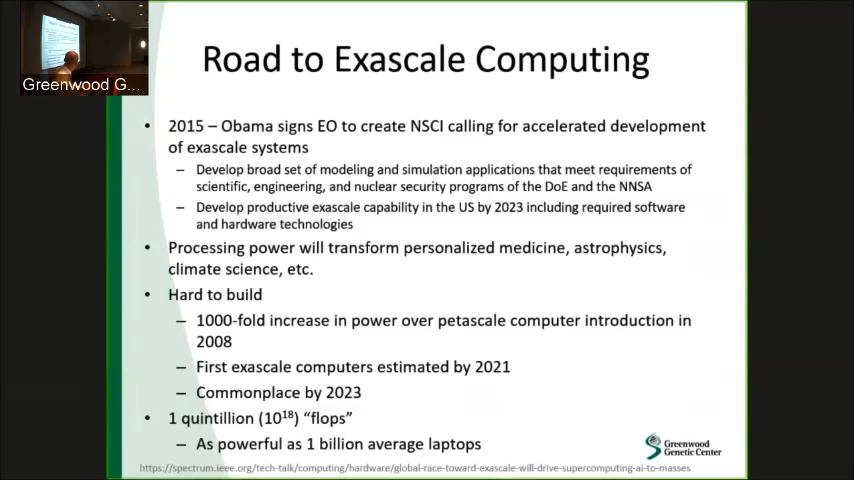 Greenwood G...
Road to Exascale Computing
• 2015 – Obama signs EO to create NSCI calling for accelerated development
of exascale systems
– Develop broad set of modeling and simulation applications that meet requirements of
scientific, engineering, and nuclear security programs of the DoE and the NNSA
– Develop productive exascale capability in the US by 2023 including required software
and hardware technologies
• Processing power will transform personalized medicine, astrophysics,
climate science, etc.
• Hard to build
– 1000-fold increase in power over petascale computer introduction in
2008
– First exascale computers estimated by 2021
– Commonplace by 2023
• 1 quintillion (10¹⁸) “flops”
– As powerful as 1 billion average laptops
Greenwood
Genetic Center
https://spectrum.ieee.org/tech-talk/computing/hardware/global-race-toward-exascale-will-drive-supercomputing-ai-to-masses